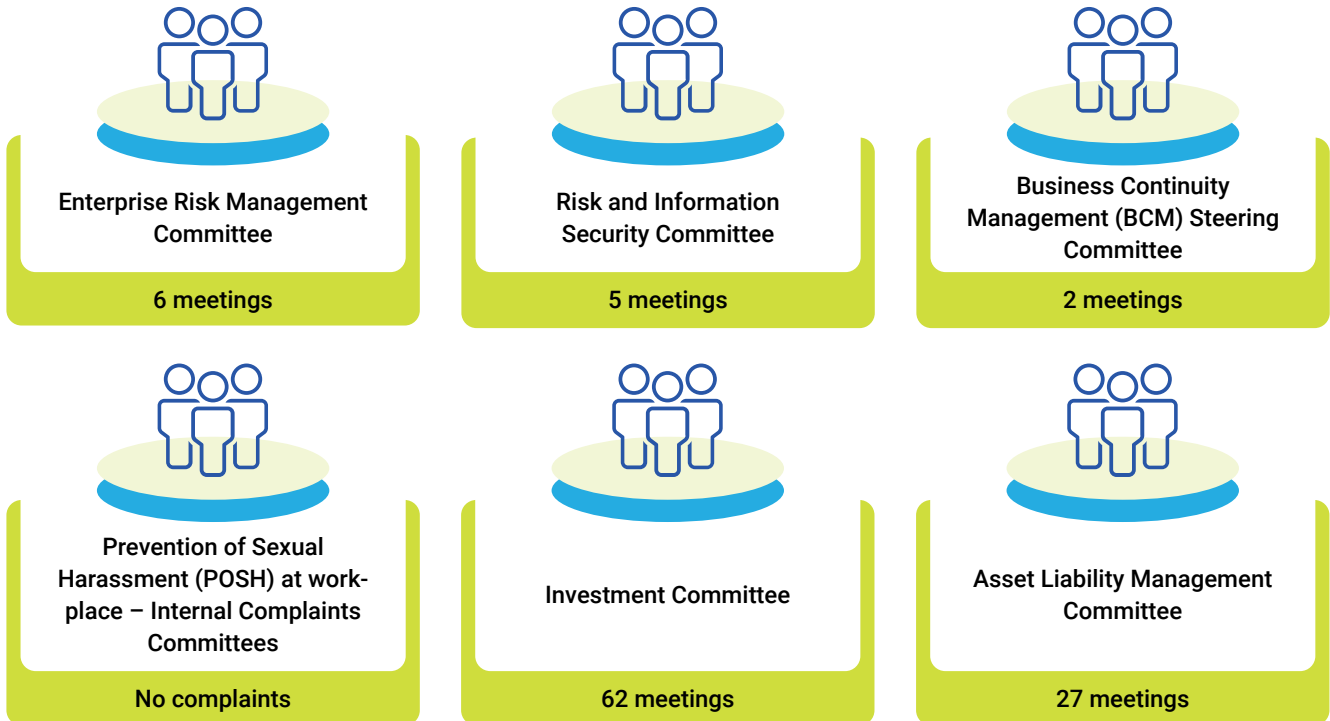 Enterprise Risk Management
Committee
6 meetings
Risk and Information
Security Committee
5 meetings
Business Continuity
Management (BCM) Steering
Committee
2 meetings
Prevention of Sexual
Harassment (POSH) at work-
place – Internal Complaints
Committees
No complaints
Investment Committee
62 meetings
Asset Liability Management
Committee
27 meetings